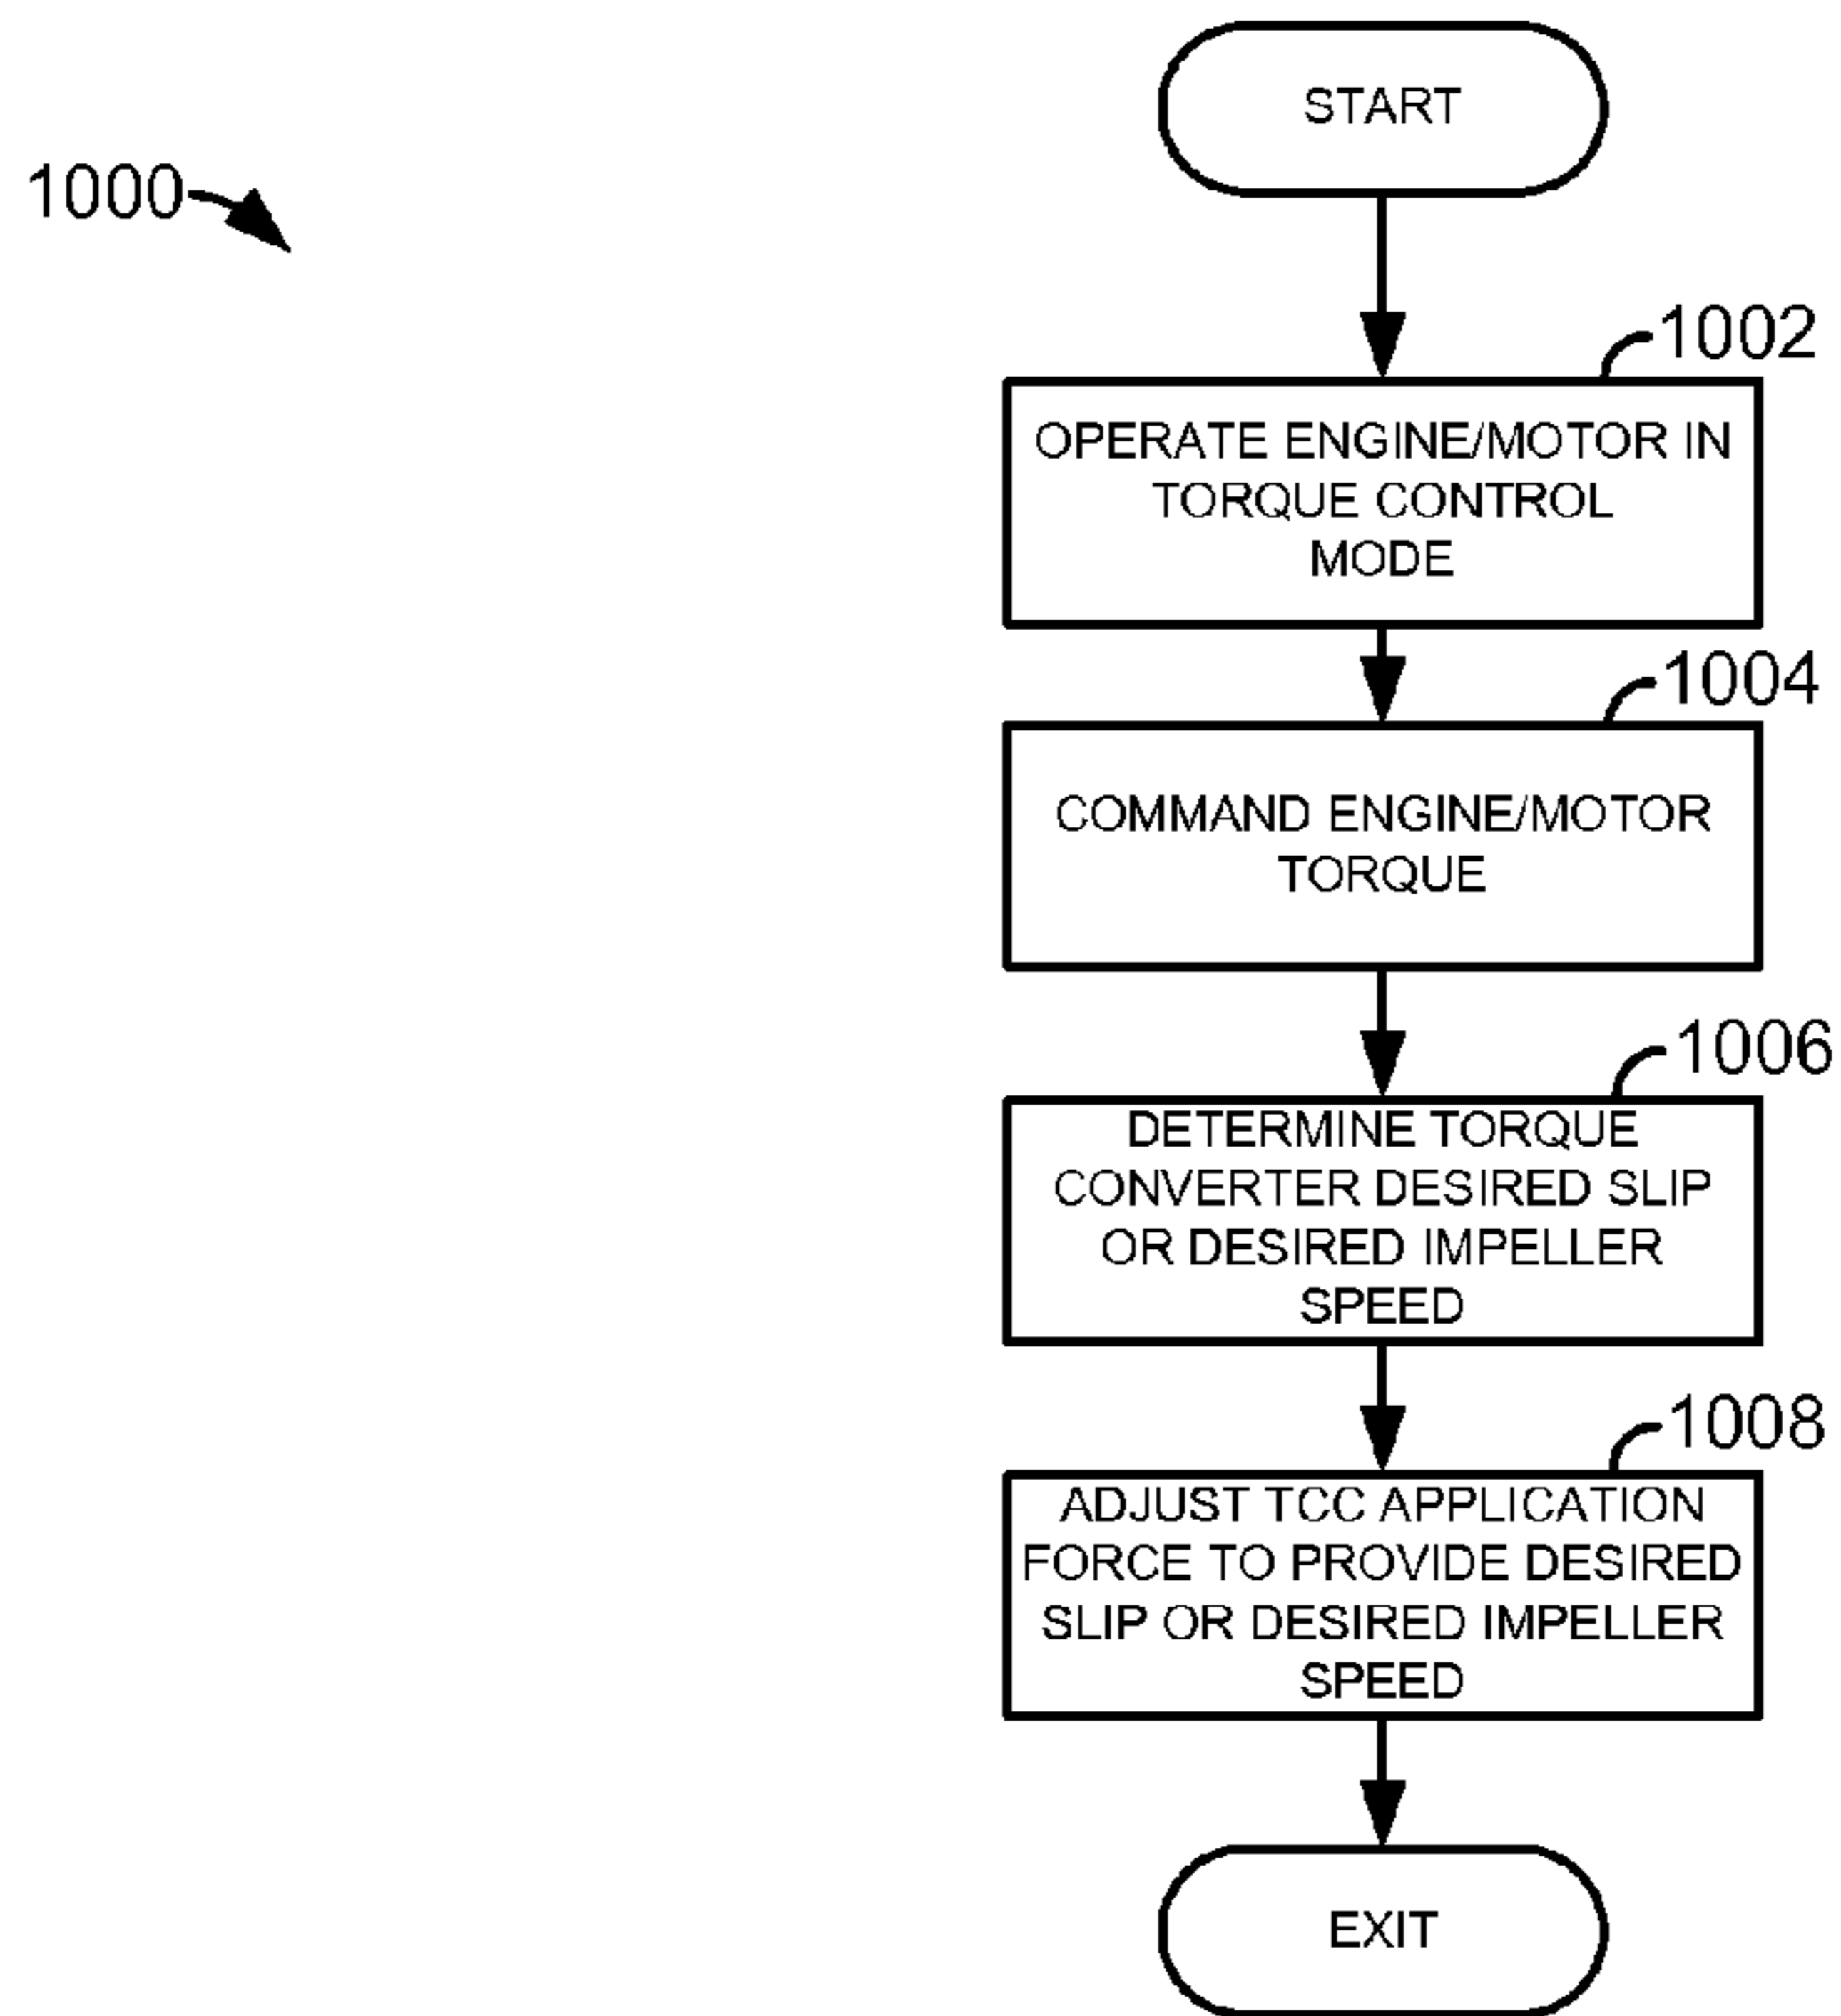 START
1000
1002
OPERATE ENGINE/MOTOR IN
TORQUE CONTROL
MODE
1004
COMMAND ENGINE/MOTOR
TORQUE
1006
DETERMINE TORQUE
CONVERTER DESIRED SLIP
OR DESIRED IMPELLER
SPEED
1008
ADJUST TCC APPLICATION
FORCE TO PROVIDE DESIRED
SLIP OR DESIRED IMPELLER
SPEED
EXIT